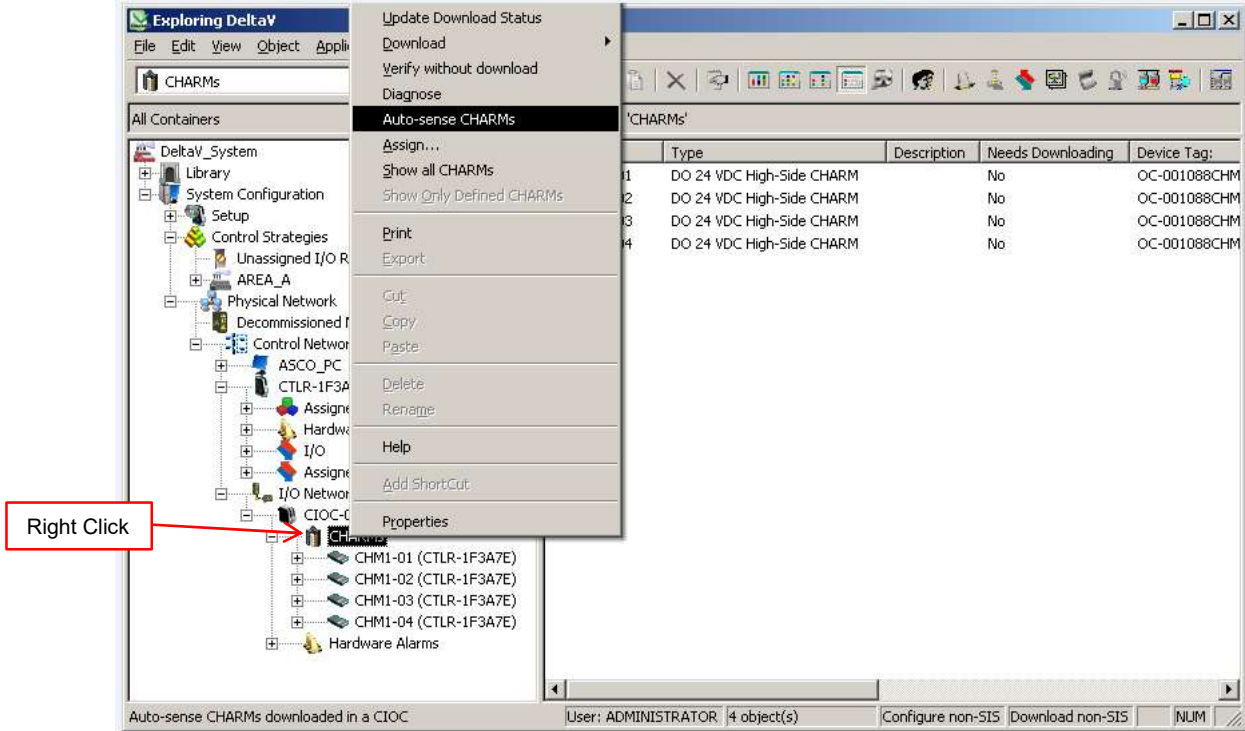 Exploring DeltaV
File Edit View Object Appli
CHARMs
All Containers
'CHARMs'
DeltaV_System
Library
System Configuration
Setup
Control Strategies
Unassigned I/O R
AREA_A
Physical Network
Decommissioned
Control Networ
ASCO_PC
CTLR-1F3A
Assigne
Hardwa
I/O
Assigne
I/O Networ
CIOC-0
CHARMs
CHM1-01 (CTLR-1F3A7E)
CHM1-02 (CTLR-1F3A7E)
CHM1-03 (CTLR-1F3A7E)
CHM1-04 (CTLR-1F3A7E)
Hardware Alarms
Right Click
Update Download Status
Download
Verify without download
Diagnose
Auto-sense CHARMs
Assign...
Show all CHARMs
Show Only Defined CHARMs
Print
Export
Cut
Copy
Paste
Delete
Rename
Help
Add ShortCut
Properties
Type Description Needs Downloading Device Tag:
1 DO 24 VDC High-Side CHARM No OC-001088CHM
2 DO 24 VDC High-Side CHARM No OC-001088CHM
3 DO 24 VDC High-Side CHARM No OC-001088CHM
4 DO 24 VDC High-Side CHARM No OC-001088CHM
Auto-sense CHARMs downloaded in a CIOC
User: ADMINISTRATOR 4 object(s) Configure non-SIS Download non-SIS NUM